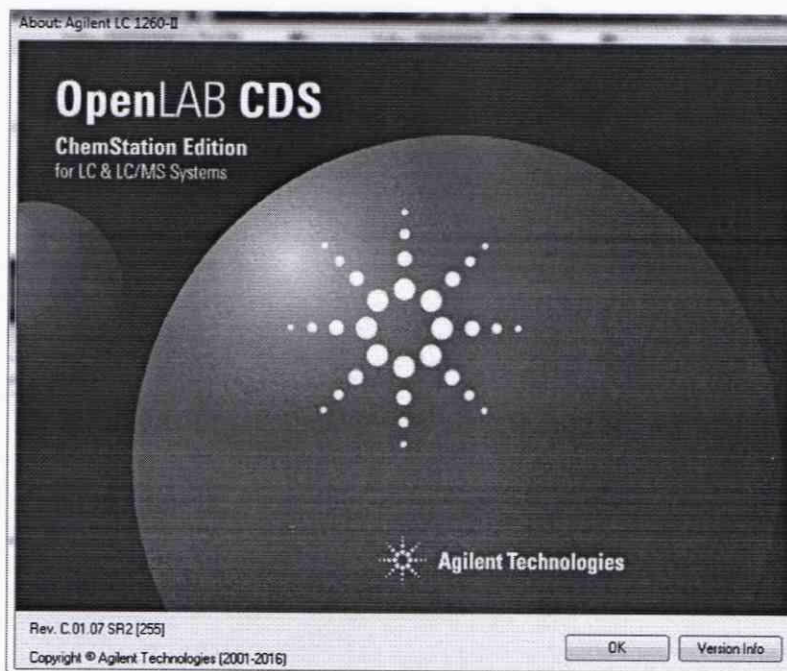 About: Agilent LC 1260-II
OpenLAB CDS
ChemStation Edition
for LC & LC/MS Systems
Agilent Technologies
Rev. C.01.07 SR2 [255]
Copyright © Agilent Technologies [2001-2016]
OK
Version Info